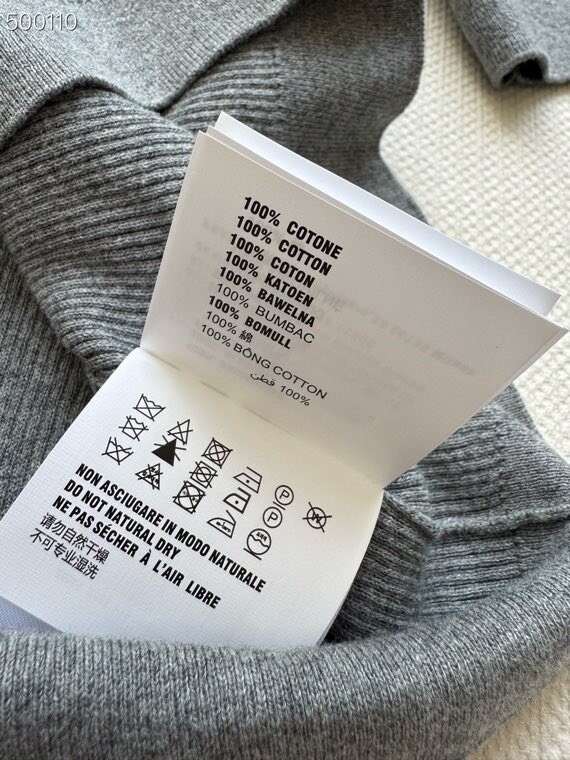 500110
100% COTONE
100% COTTON
100% COTON
100% KATOEN
100% BAWELNA
100% BUMBAC
100% BOMULL
100% 綿
100% BÔNG COTTON
100% قطن
P
P
W
NON ASCIUGARE IN MODO NATURALE
DO NOT NATURAL DRY
NE PAS SÉCHER À L'AIR LIBRE
请勿自然干燥
不可专业湿洗